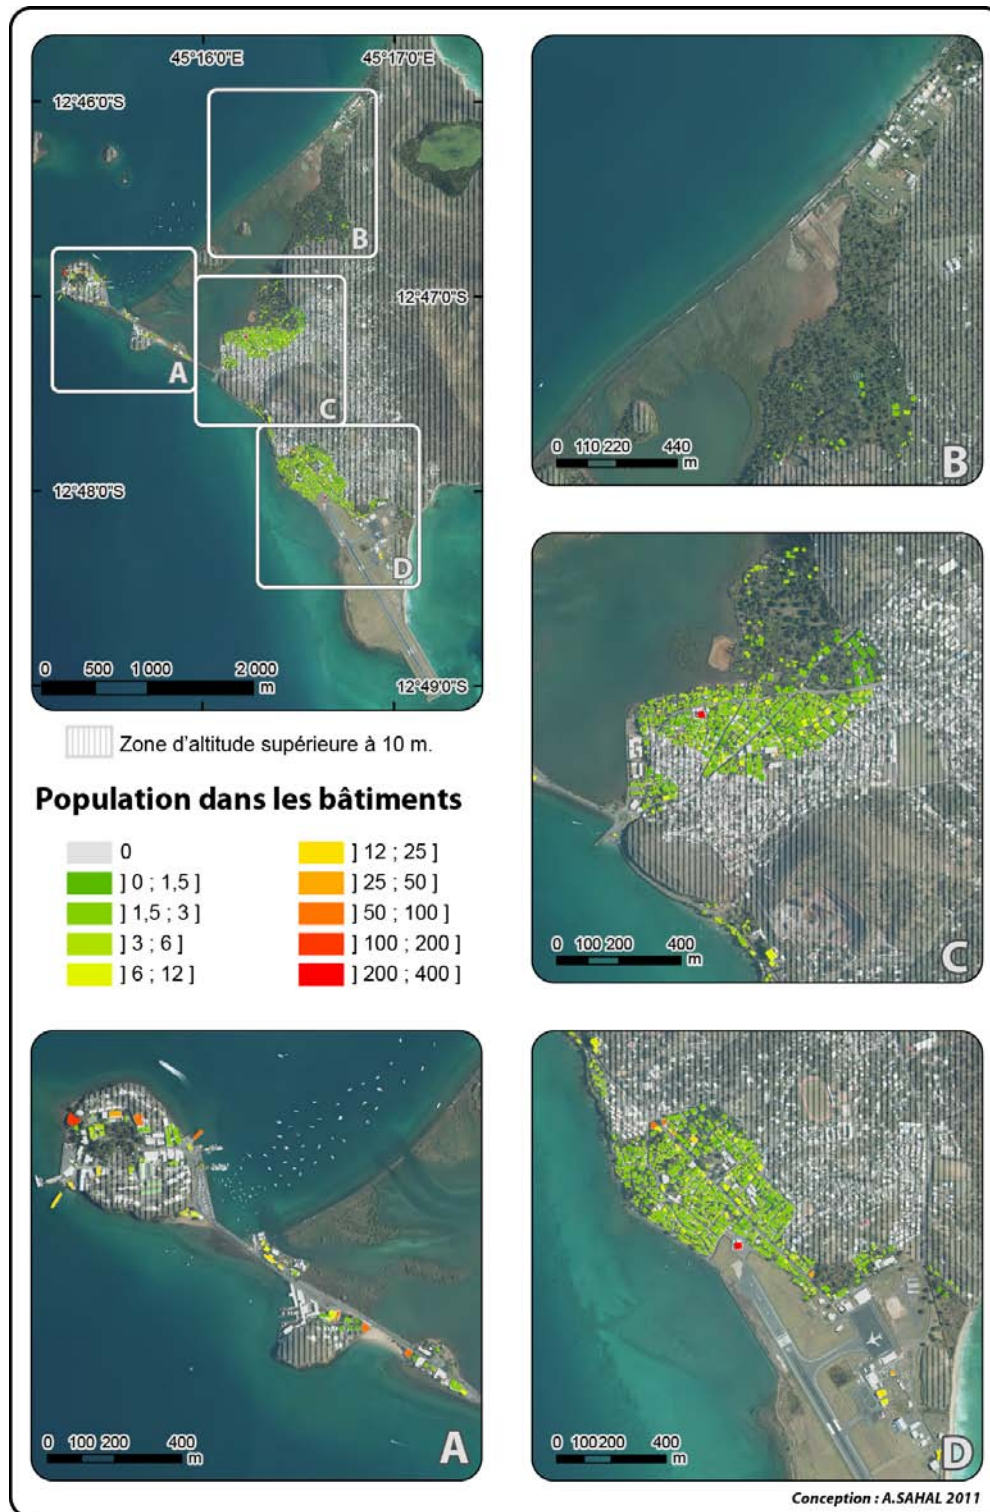 45°16'0"E 45°17'0"E
12°46'0"S
B
12°47'0"S
A
C
12°48'0"S
D
0 500 1 000 2 000
m
12°49'0"S
0 110 220 440
m
B
Zone d'altitude supérieure à 10 m.
Population dans les bâtiments
0
] 0 ; 1,5 ]
] 1,5 ; 3 ]
] 3 ; 6 ]
] 6 ; 12 ]
] 12 ; 25 ]
] 25 ; 50 ]
] 50 ; 100 ]
] 100 ; 200 ]
] 200 ; 400 ]
0 100 200 400
m
C
0 100 200 400
m
A
0 100200 400
m
D
Conception : A.SAHAL 2011